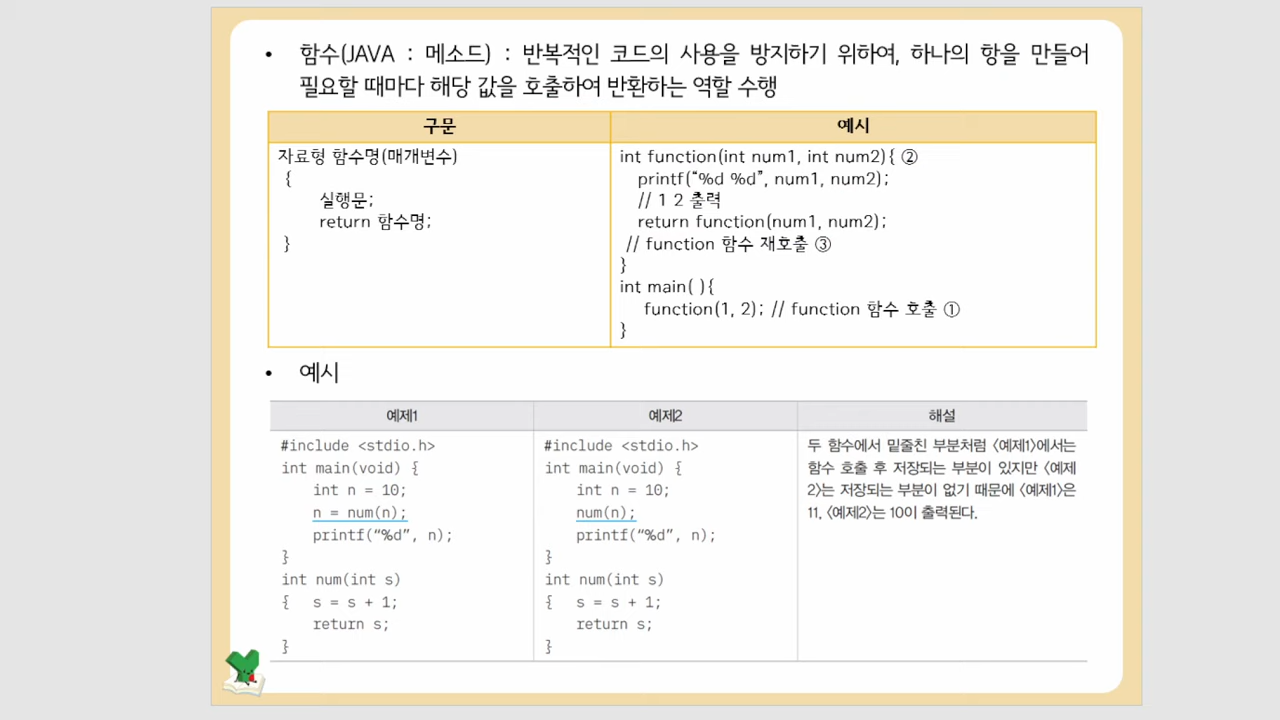 • 함수(JAVA : 메소드) : 반복적인 코드의 사용을 방지하기 위하여, 하나의 항을 만들어
필요할 때마다 해당 값을 호출하여 반환하는 역할 수행
구문
자료형 함수명(매개변수)
{
실행문;
return 함수명;
}
예시
int function(int num1, int num2){ ②
printf(“%d %d”, num1, num2);
// 1 2 출력
return function(num1, num2);
// function 함수 재호출 ③
}
int main( ){
function(1, 2); // function 함수 호출 ①
}
• 예시
예제1
#include <stdio.h>
int main(void) {
int n = 10;
n = num(n);
printf(“%d”, n);
}
int num(int s)
{ s = s + 1;
return s;
}
예제2
#include <stdio.h>
int main(void) {
int n = 10;
num(n);
printf(“%d”, n);
}
int num(int s)
{ s = s + 1;
return s;
}
해설
두 함수에서 밑줄친 부분처럼 〈예제1〉에서는
함수 호출 후 저장되는 부분이 있지만 〈예제
2〉는 저장되는 부분이 없기 때문에 〈예제1〉은
11, 〈예제2〉는 10이 출력된다.